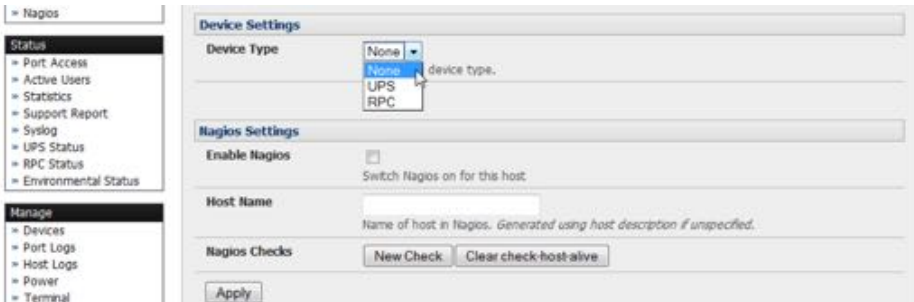 » Nagios
Status
» Port Access
» Active Users
» Statistics
» Support Report
» Syslog
» UPS Status
» RPC Status
» Environmental Status
Manage
» Devices
» Port Logs
» Host Logs
» Power
» Terminal
Device Settings
Device Type
None
None
device type.
UPS
RPC
Nagios Settings
Enable Nagios
Switch Nagios on for this host
Host Name
Name of host in Nagios. Generated using host description if unspecified.
Nagios Checks
New Check Clear check-host-alive
Apply